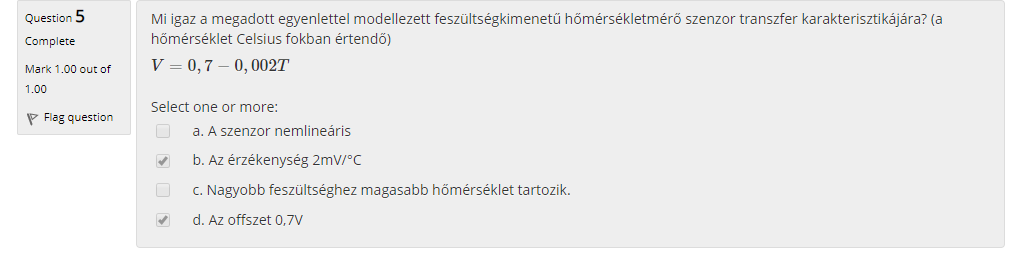 Question 5
Complete
Mark 1.00 out of
1.00
Flag question
Mi igaz a megadott egyenlettel modellezett feszültségkimenetű hőmérsékletmérő szenzor transzfer karakterisztikájára? (a
hőmérséklet Celsius fokban értendő)
V = 0,7 − 0,002T
Select one or more:
a. A szenzor nemlineáris
b. Az érzékenység 2mV/°C
c. Nagyobb feszültséghez magasabb hőmérséklet tartozik.
d. Az offszet 0,7V